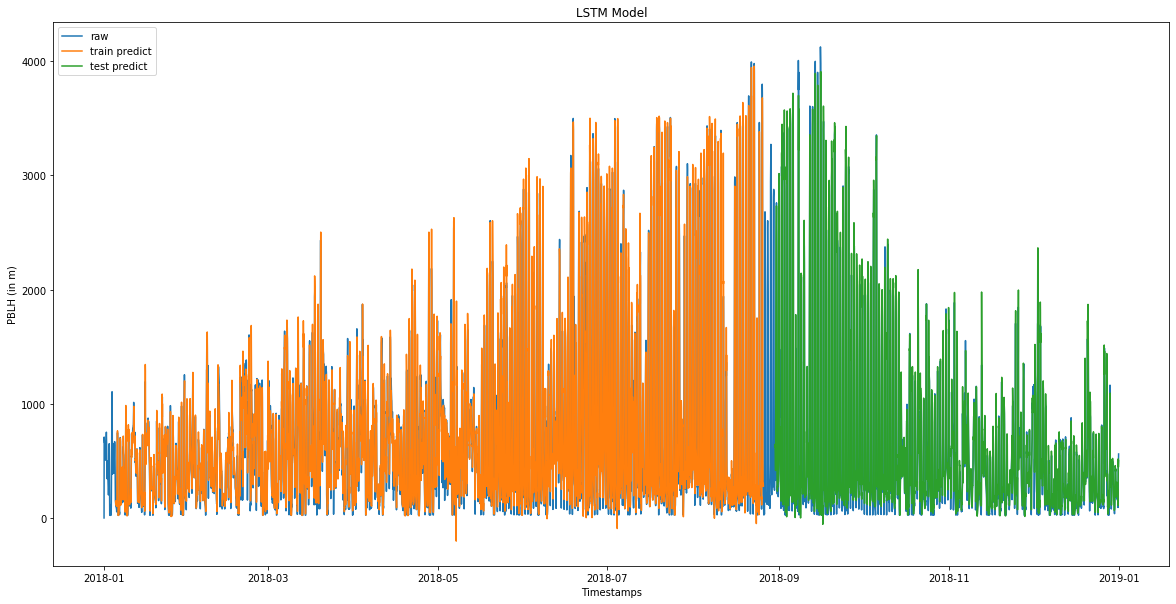 LSTM Model
raw
train predict
test predict
PBLH (in m)
4000
3000
2000
1000
0
2018-01
2018-03
2018-05
2018-07
2018-09
2018-11
2019-01
Timestamps